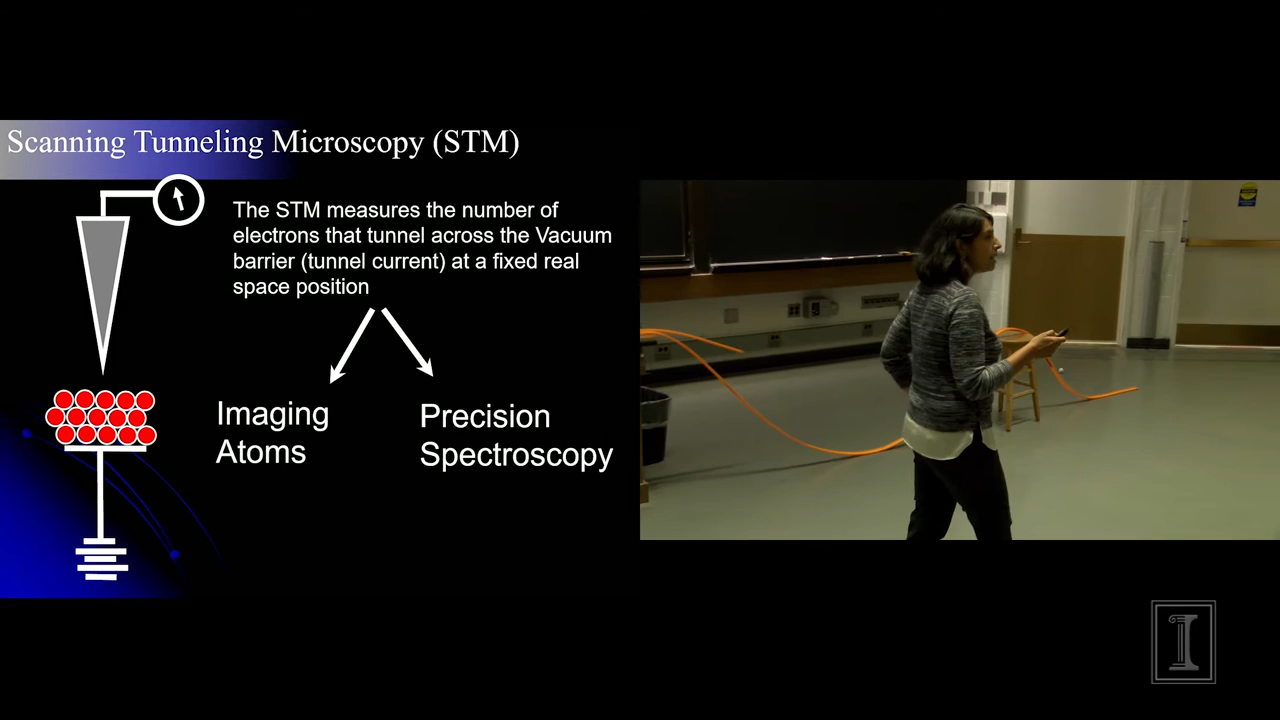 Scanning Tunneling Microscopy (STM)
The STM measures the number of
electrons that tunnel across the Vacuum
barrier (tunnel current) at a fixed real
space position
Imaging
Atoms
Precision
Spectroscopy